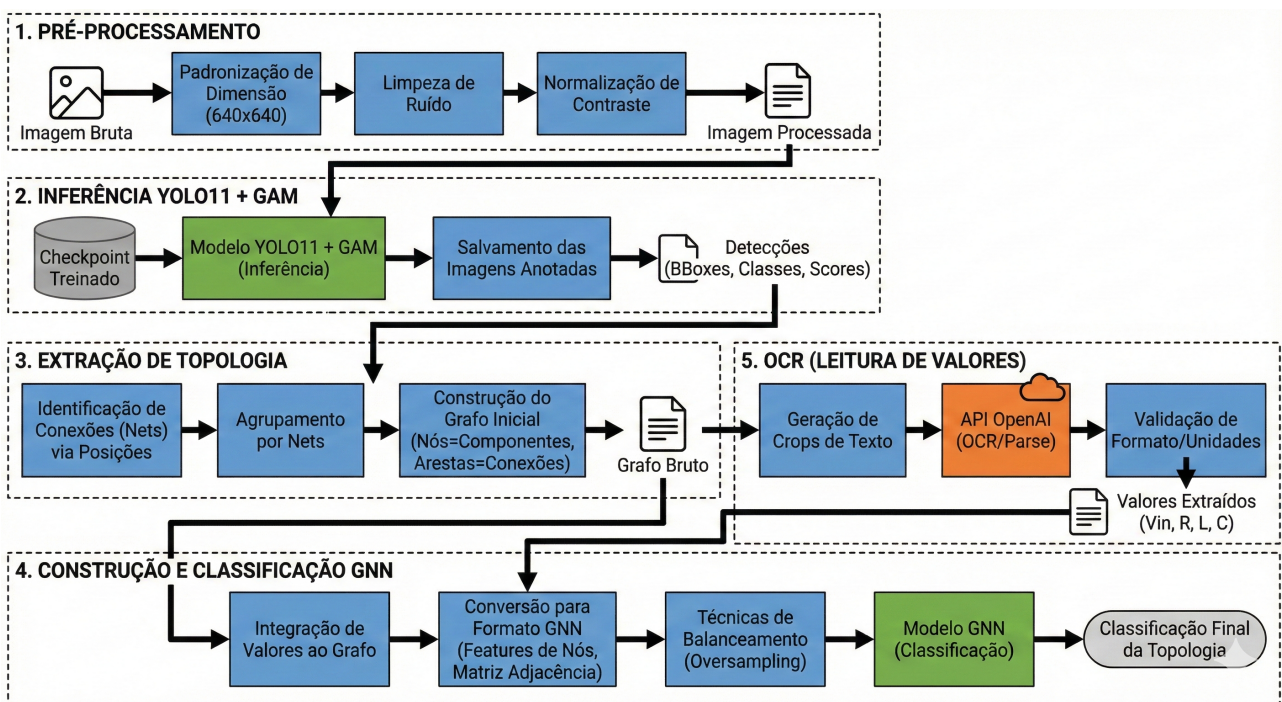 1. PRÉ-PROCESSAMENTO
Imagem Bruta
Padronização de
Dimensão
(640x640)
Limpeza de
Ruído
Normalização de
Contraste
Imagem Processada
2. INFERÊNCIA YOLO11 + GAM
Checkpoint
Treinado
Modelo YOLO11 + GAM
(Inferência)
Salvamento das
Imagens Anotadas
Detecções
(BBoxes, Classes, Scores)
3. EXTRAÇÃO DE TOPOLOGIA
Identificação de
Conexões (Nets)
via Posições
Agrupamento
por Nets
Construção do
Grafo Inicial
(Nós=Componentes,
Arestas=Conexões)
Grafo Bruto
5. OCR (LEITURA DE VALORES)
Geração de
Crops de Texto
API OpenAI
(OCR/Parse)
Validação de
Formato/Unidades
Valores Extraídos
(Vin, R, L, C)
4. CONSTRUÇÃO E CLASSIFICAÇÃO GNN
Integração de
Valores ao Grafo
Conversão para
Formato GNN
(Features de Nós,
Matriz Adjacência)
Técnicas de
Balanceamento
(Oversampling)
Modelo GNN
(Classificação)
Classificação Final
da Topologia